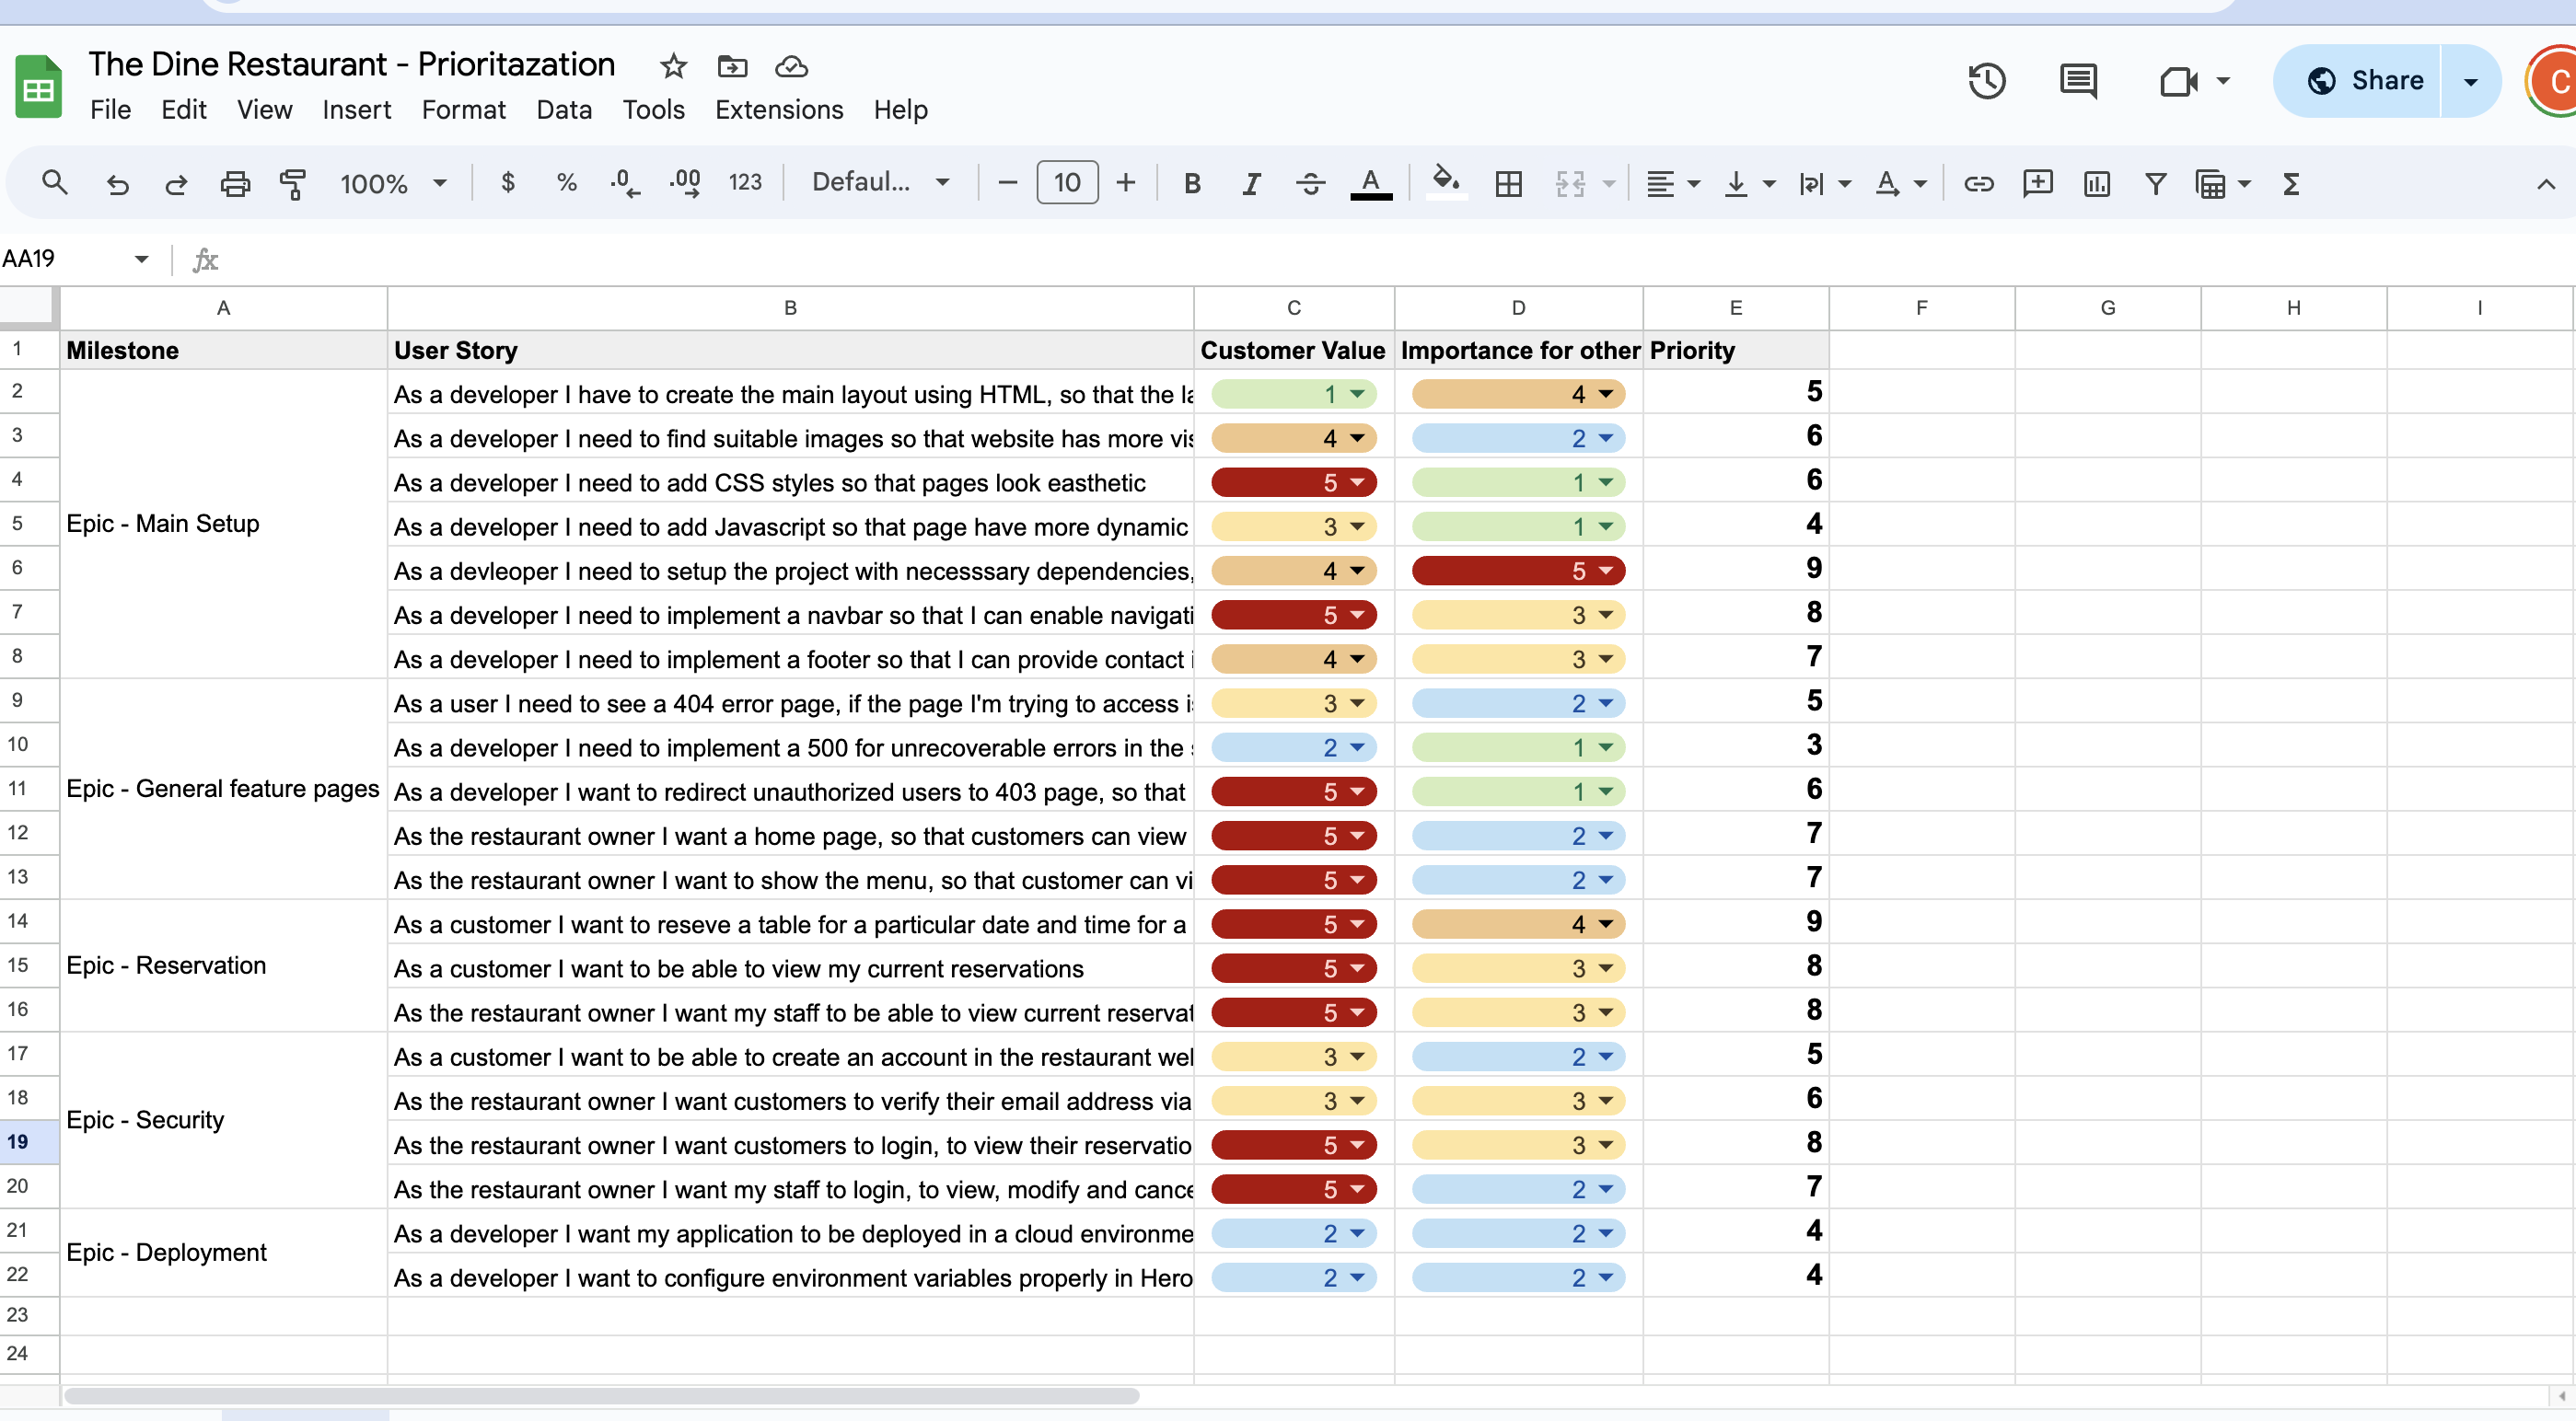 The Dine Restaurant - Prioritazation
File Edit View Insert Format Data Tools Extensions Help
Share
C
100% $ % .0 .00 123 Defaul... 10 B I S A
AA19 fx
A B C D E F G H I
1 Milestone User Story Customer Value Importance for other Priority
2 As a developer I have to create the main layout using HTML, so that the 1 4 5
3 As a developer I need to find suitable images so that website has more 4 2 6
4 As a developer I need to add CSS styles so that pages look easthetic 5 1 6
5 Epic - Main Setup As a developer I need to add Javascript so that page have more dynamic 3 1 4
6 As a devleoper I need to setup the project with necesssary dependencies, 4 5 9
7 As a developer I need to implement a navbar so that I can enable navigati 5 3 8
8 As a developer I need to implement a footer so that I can provide contact 4 3 7
9 As a user I need to see a 404 error page, if the page I'm trying to access 3 2 5
10 As a developer I need to implement a 500 for unrecoverable errors in the 2 1 3
11 Epic - General feature pages As a developer I want to redirect unauthorized users to 403 page, so that 5 1 6
12 As the restaurant owner I want a home page, so that customers can view 5 2 7
13 As the restaurant owner I want to show the menu, so that customer can vi 5 2 7
14 As a customer I want to reseve a table for a particular date and time for a 5 4 9
15 Epic - Reservation As a customer I want to be able to view my current reservations 5 3 8
16 As the restaurant owner I want my staff to be able to view current reservat 5 3 8
17 As a customer I want to be able to create an account in the restaurant wel 3 2 5
18 Epic - Security As the restaurant owner I want customers to verify their email address via 3 3 6
19 As the restaurant owner I want customers to login, to view their reservatio 5 3 8
20 As the restaurant owner I want my staff to login, to view, modify and cance 5 2 7
21 Epic - Deployment As a developer I want my application to be deployed in a cloud environme 2 2 4
22 As a developer I want to configure environment variables properly in Hero 2 2 4
23
24